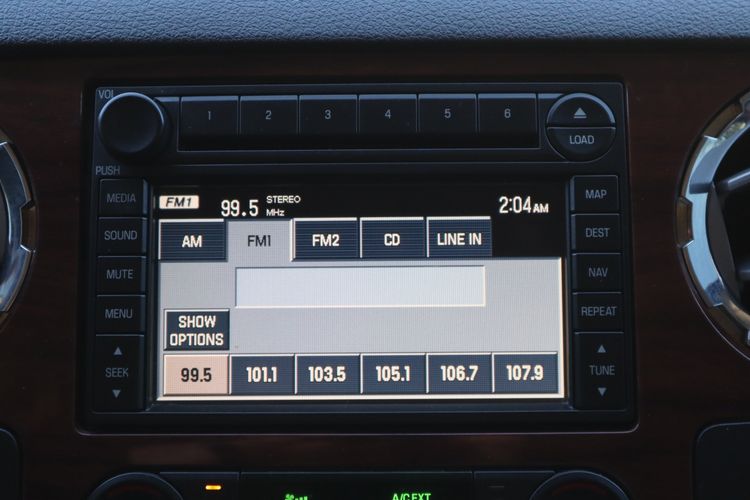 VOL
1 2 3 4 5 6
LOAD
PUSH
MEDIA
SOUND
MUTE
MENU
SEEK
FM1 99.5 STEREO MHz 2:04 AM
AM FM1 FM2 CD LINE IN
SHOW
OPTIONS
99.5 101.1 103.5 105.1 106.7 107.9
MAP
DEST
NAV
REPEAT
TUNE
A/C EXT